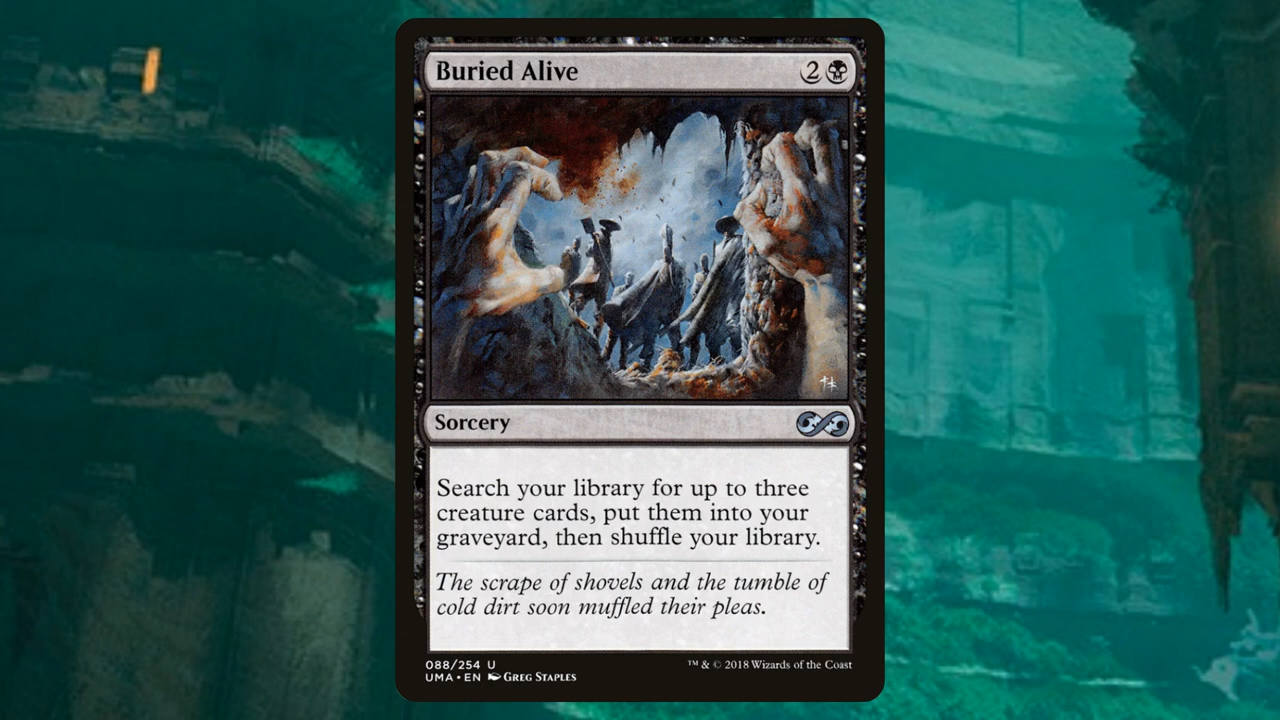 Buried Alive 2
Sorcery
Search your library for up to three
creature cards, put them into your
graveyard, then shuffle your library.
The scrape of shovels and the tumble of
cold dirt soon muffled their pleas.
088/254 U
™ & © 2018 Wizards of the Coast
UMA • EN Greg Staples